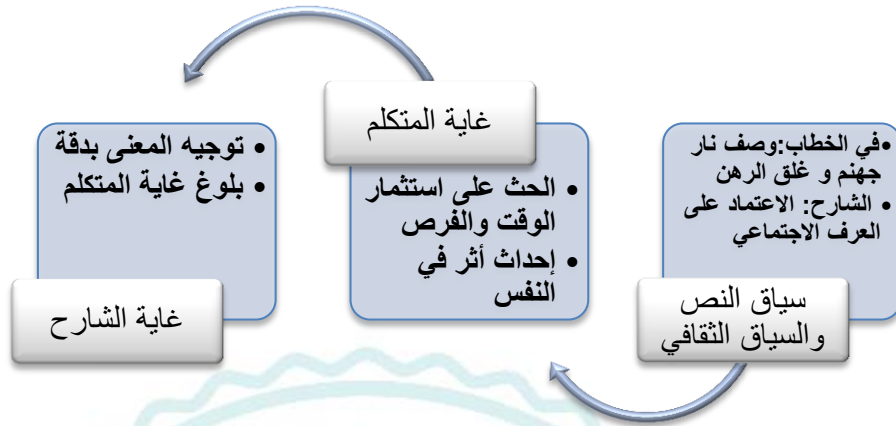 •في الخطاب:وصف نار
جهنم و غلق الرهن
• الشارح: الاعتماد على
العرف الاجتماعي
سياق النص
والسياق الثقافي
غاية المتكلم
• الحث على استثمار
الوقت والفرص
• إحداث أثر في
النفس
• توجيه المعنى بدقة
• بلوغ غاية المتكلم
غاية الشارح